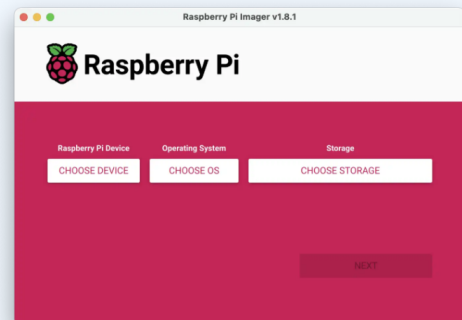 Raspberry Pi Imager v1.8.1
Raspberry Pi
Raspberry Pi Device
Operating System
Storage
CHOOSE DEVICE
CHOOSE OS
CHOOSE STORAGE
NEXT